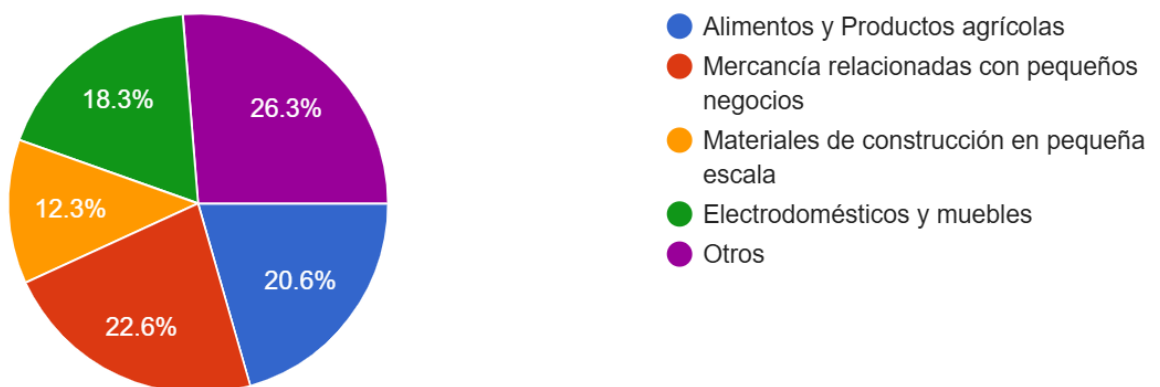 18.3%
26.3%
12.3%
20.6%
22.6%
Alimentos y Productos agrícolas
Mercancía relacionadas con pequeños
negocios
Materiales de construcción en pequeña
escala
Electrodomésticos y muebles
Otros